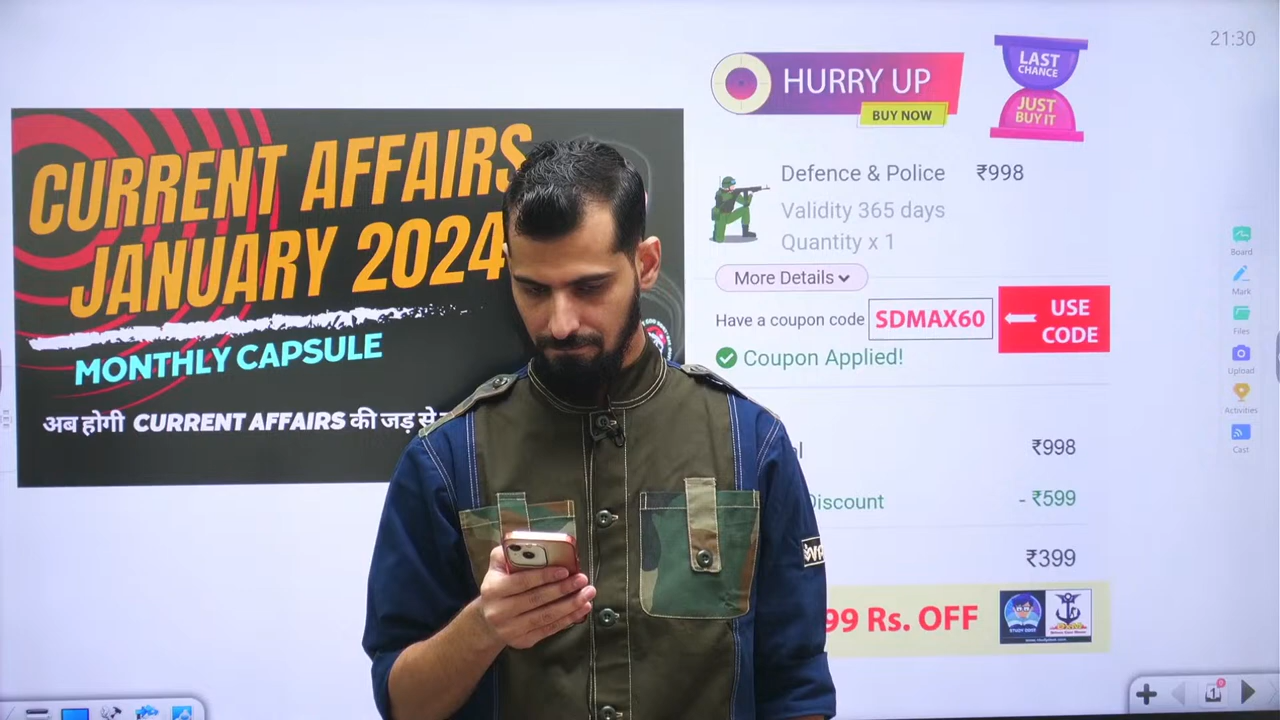 21:30
CURRENT AFFAIRS
JANUARY 2024
MONTHLY CAPSULE
अब होगी CURRENT AFFAIRS की जड़ से
HURRY UP
BUY NOW
LAST
CHANCE
JUST
BUY IT
Defence & Police ₹998
Validity 365 days
Quantity x 1
More Details
Have a coupon code SDMAX60
USE
CODE
Coupon Applied!
₹998
Discount - ₹599
₹399
99 Rs. OFF
Board
Mark
Files
Upload
Activities
Cast
1